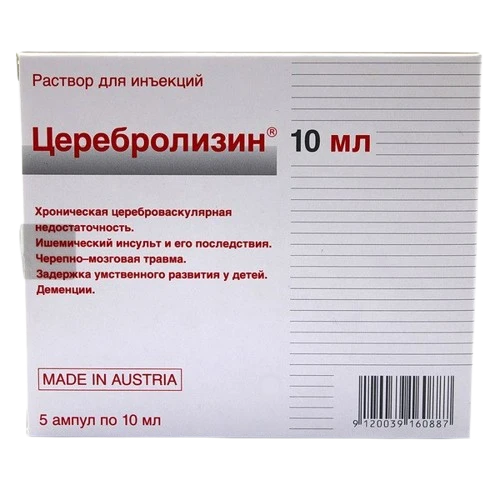 Раствор для инъекций
Церебролизин® 10 мл
Хроническая цереброваскулярная
недостаточность.
Ишемический инсульт и его последствия.
Черепно–мозговая травма.
Задержка умственного развития у детей.
Деменции.
MADE IN AUSTRIA
5 ампул по 10 мл
9 120039 160887